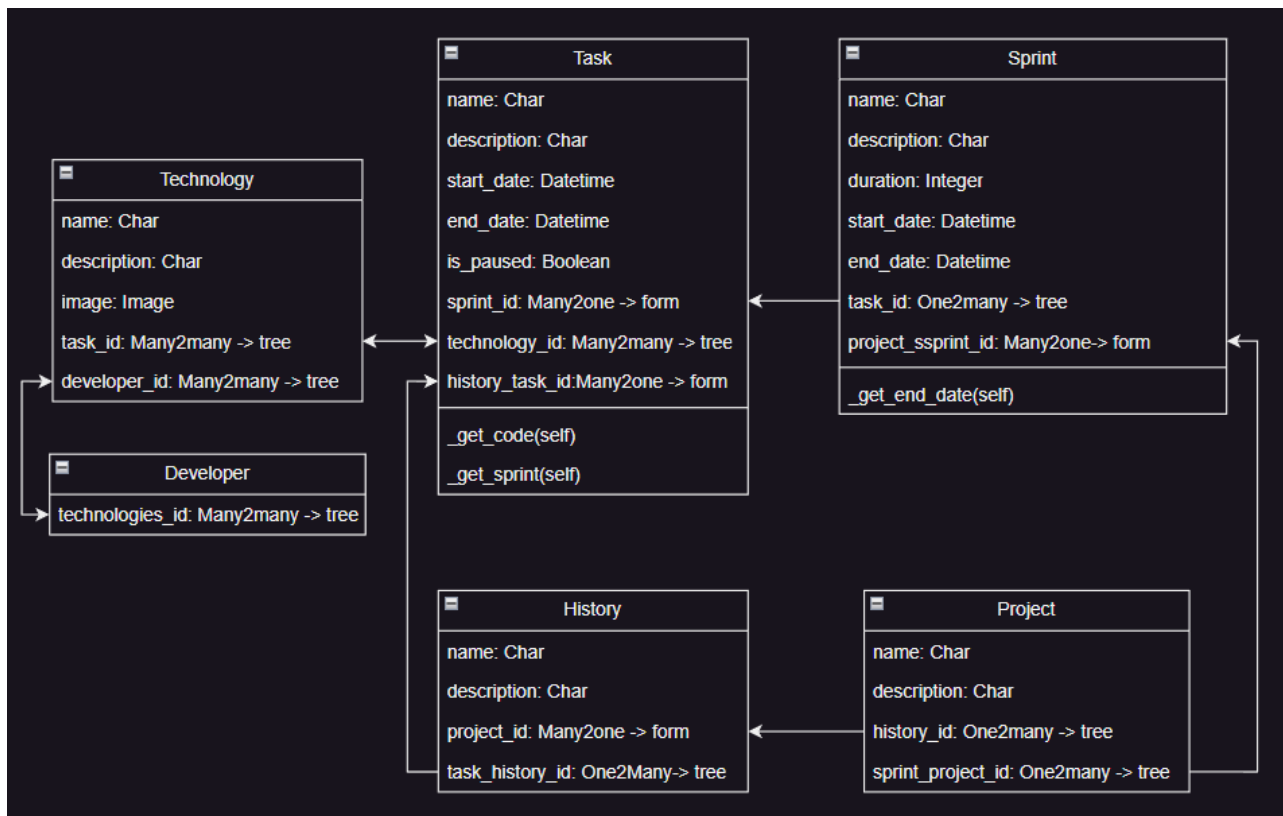 Task
name: Char
description: Char
start_date: Datetime
end_date: Datetime
is_paused: Boolean
sprint_id: Many2one -> form
technology_id: Many2many -> tree
history_task_id:Many2one -> form
_get_code(self)
_get_sprint(self)
Sprint
name: Char
description: Char
duration: Integer
start_date: Datetime
end_date: Datetime
task_id: One2many -> tree
project_ssprint_id: Many2one-> form
_get_end_date(self)
Technology
name: Char
description: Char
image: Image
task_id: Many2many -> tree
developer_id: Many2many -> tree
Developer
technologies_id: Many2many -> tree
History
name: Char
description: Char
project_id: Many2one -> form
task_history_id: One2Many-> tree
Project
name: Char
description: Char
history_id: One2many -> tree
sprint_project_id: One2many -> tree